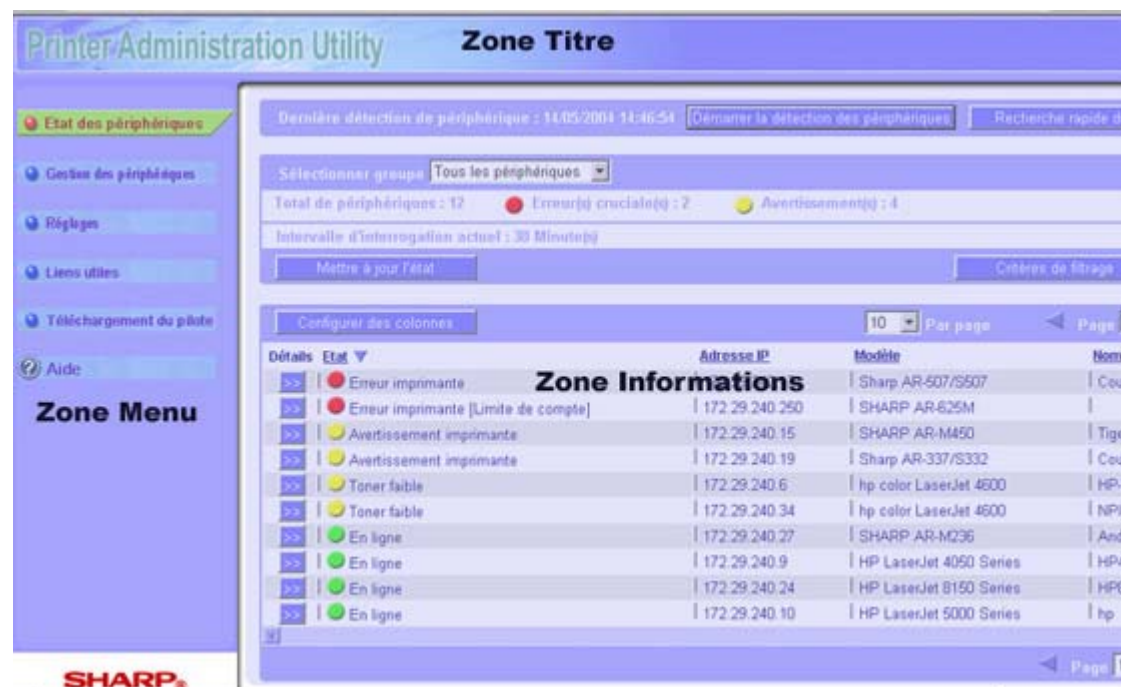 Printer Administration Utility
Zone Titre
Etat des périphériques
Gestion des périphériques
Réglages
Liens utiles
Téléchargement du pilote
Aide
Zone Menu
SHARP®
Dernière détection de périphérique : 14/05/2004 14:46:54 Démarrer la détection des périphériques Recherche rapide d
Sélectionner groupe Tous les périphériques
Total de périphériques : 12 Erreur(s) cruciale(s) : 2 Avertissement(s) : 4
Intervalle d'interrogation actuel : 30 Minute(s)
Mettre à jour l'état Critères de filtrage
Configurer des colonnes 10 Par page Page
Détails Etat Adresse IP Modèle Nom
>> Erreur imprimante Sharp AR-507/S507 Cou
Zone Informations
>> Erreur imprimante [Limite de compte] 172.29.240.250 SHARP AR-625M
>> Avertissement imprimante 172.29.240.15 SHARP AR-M450 Tige
>> Avertissement imprimante 172.29.240.19 Sharp AR-337/S332 Cou
>> Toner faible 172.29.240.6 hp color LaserJet 4600 HP-
>> Toner faible 172.29.240.34 hp color LaserJet 4600 NPI
>> En ligne 172.29.240.27 SHARP AR-M236 And
>> En ligne 172.29.240.9 HP LaserJet 4050 Series HP
>> En ligne 172.29.240.24 HP LaserJet 8150 Series HP
>> En ligne 172.29.240.10 HP LaserJet 5000 Series hp
Page